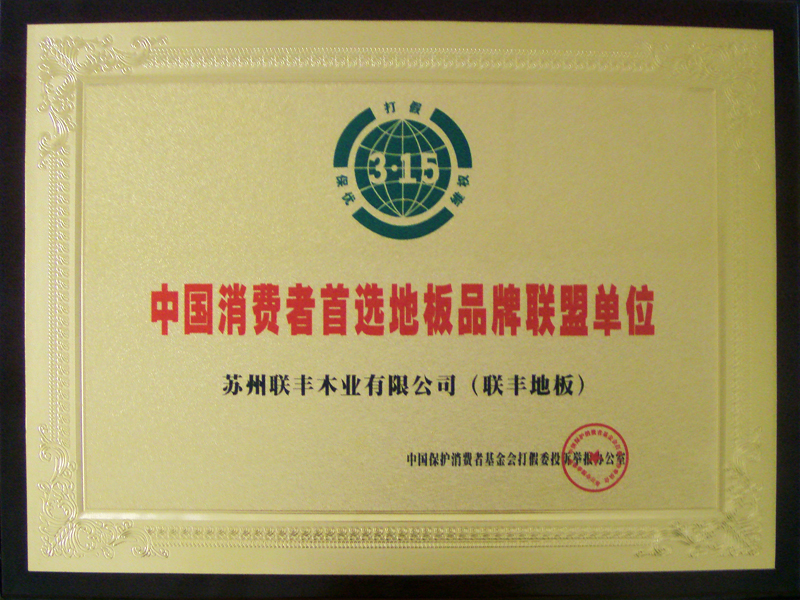 打假
3·15
保优
维权
中国消费者首选地板品牌联盟单位
苏州联丰木业有限公司（联丰地板）
中国保护消费者基金会打假委投诉举报办公室